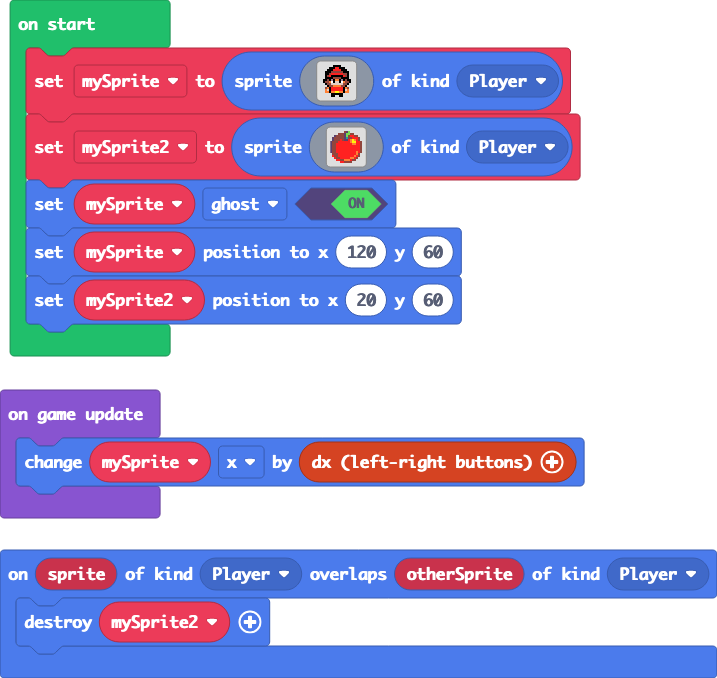 on start
set mySprite to sprite of kind Player
set mySprite2 to sprite of kind Player
set mySprite ghost ON
set mySprite position to x 120 y 60
set mySprite2 position to x 20 y 60
on game update
change mySprite x by dx (left-right buttons)
on sprite of kind Player overlaps otherSprite of kind Player
destroy mySprite2